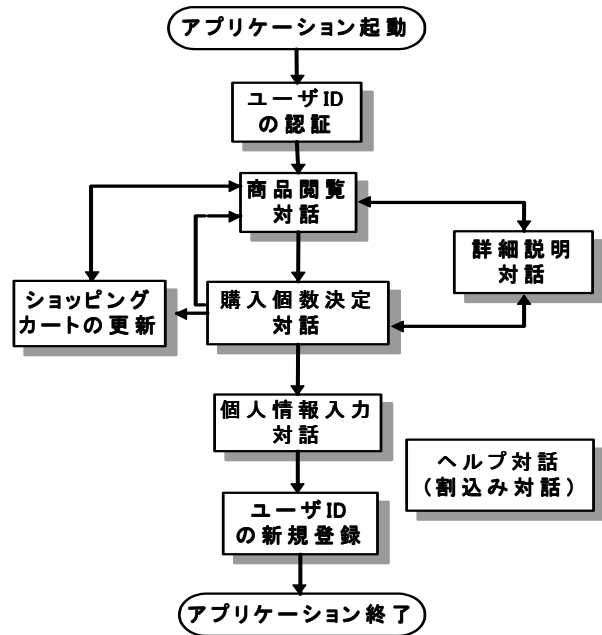 アプリケーション起動
ユーザID
の認証
商品閲覧
対話
詳細説明
対話
ショッピング
カートの更新
購入個数決定
対話
個人情報入力
対話
ヘルプ対話
(割込み対話)
ユーザID
の新規登録
アプリケーション終了